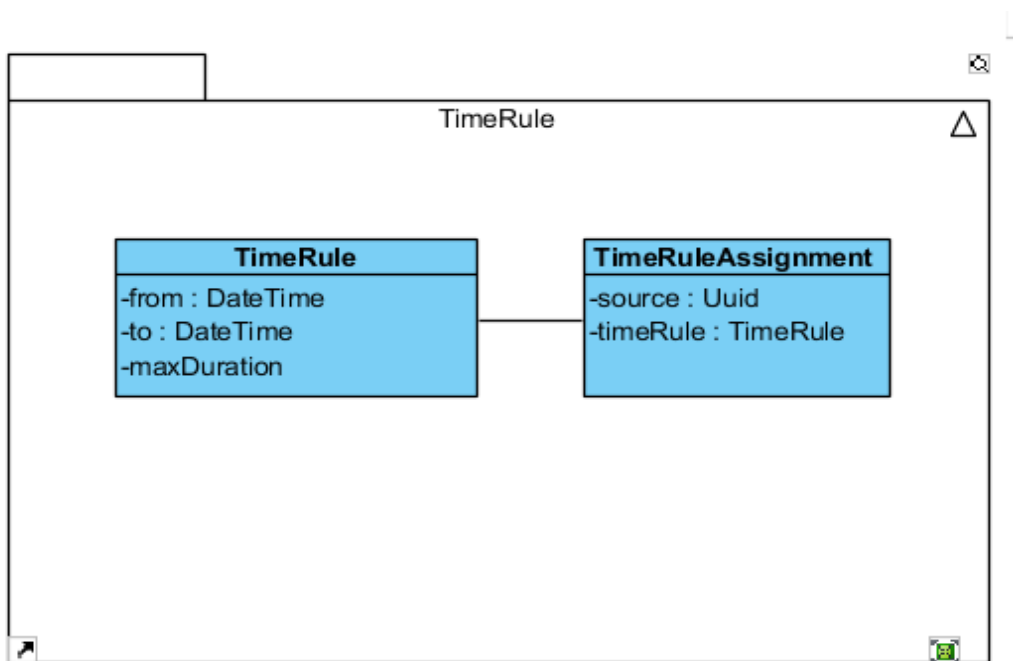 TimeRule
TimeRule
-from : DateTime
-to : DateTime
-maxDuration
TimeRuleAssignment
-source : Uuid
-timeRule : TimeRule